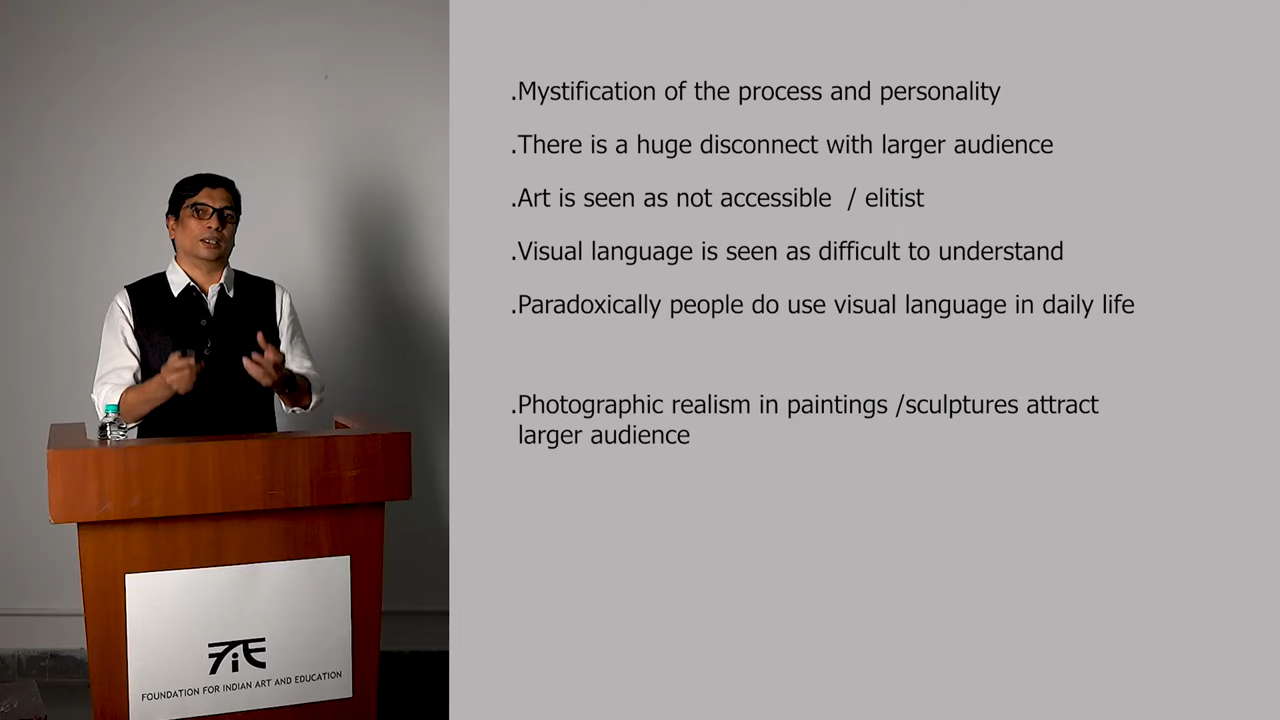 .Mystification of the process and personality
.There is a huge disconnect with larger audience
.Art is seen as not accessible / elitist
.Visual language is seen as difficult to understand
.Paradoxically people do use visual language in daily life
.Photographic realism in paintings /sculptures attract
larger audience
FiE
FOUNDATION FOR INDIAN ART AND EDUCATION